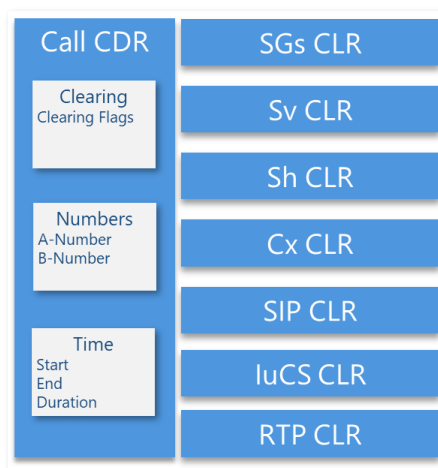 Call CDR
Clearing
Clearing Flags
Numbers
A-Number
B-Number
Time
Start
End
Duration
SGs CLR
Sv CLR
Sh CLR
Cx CLR
SIP CLR
IuCS CLR
RTP CLR